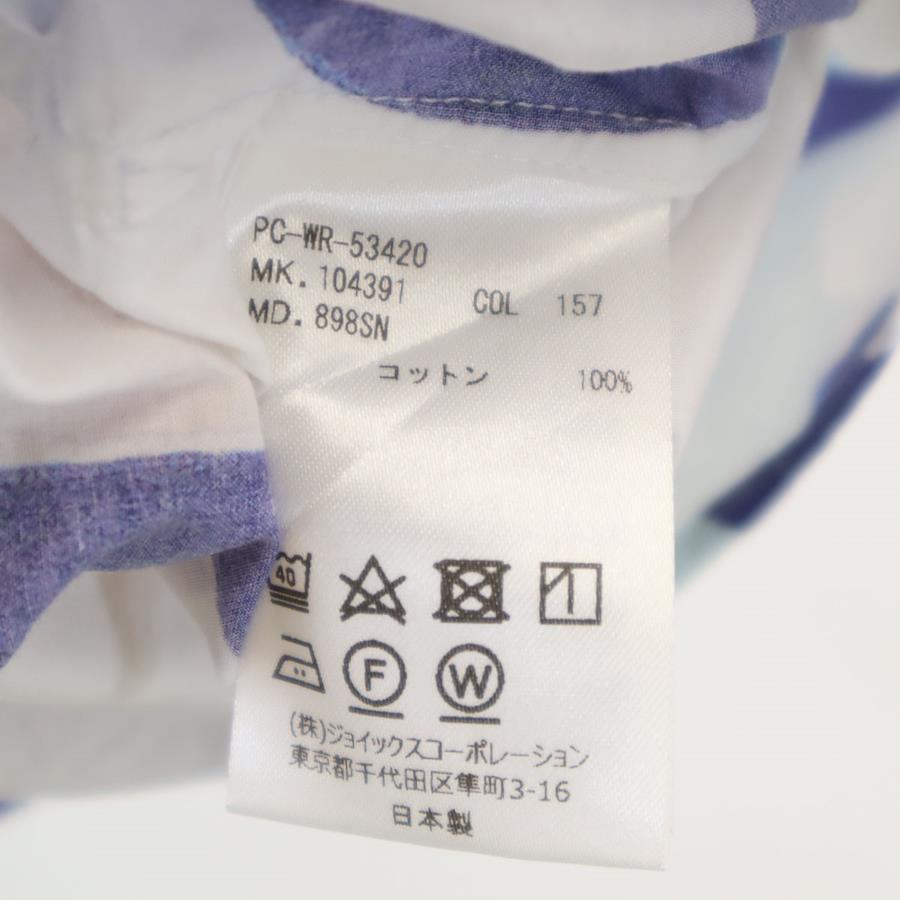 PC-WR-53420
MK. 104391
COL 157
MD. 898SN
コットン 100%
40
F W
(株)ジョイックスコーポレーション
東京都千代田区隼町3-16
日本製